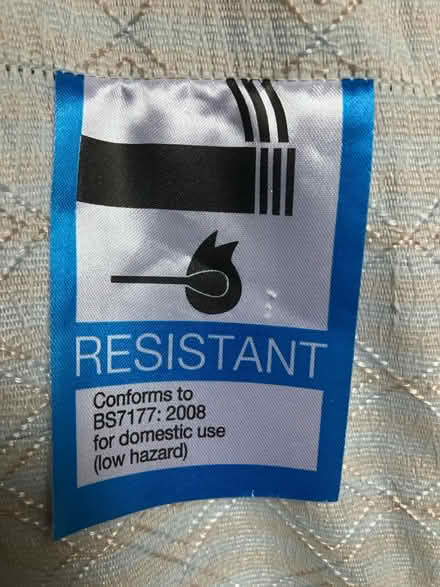 RESISTANT
Conforms to
BS7177: 2008
for domestic use
(low hazard)